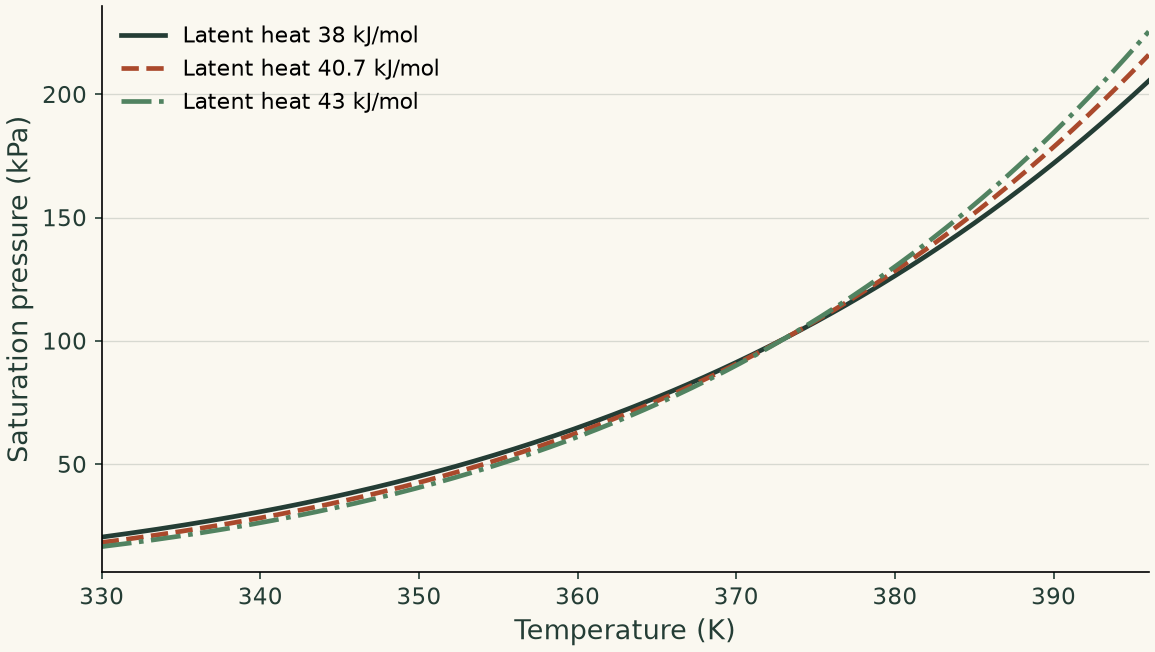 Latent heat 38 kJ/mol
Latent heat 40.7 kJ/mol
Latent heat 43 kJ/mol
Saturation pressure (kPa)
200
150
100
50
330 340 350 360 370 380 390
Temperature (K)